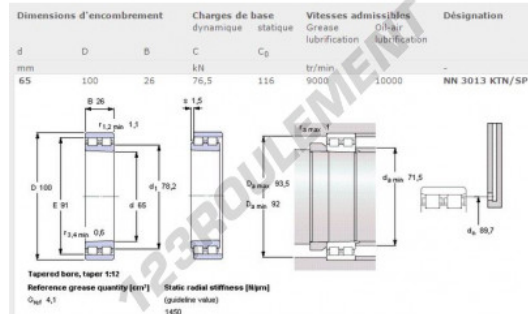 Dimensions d'encombrement Charges de base Vitesses admissibles Désignation
dynamique statique Grease lubrification Oil-air lubrification
d D B C C0
mm kN tr/min -
65 100 26 76,5 116 9000 10000 NN 3013 KTN/SP
B 26
s 1,5
r1,2 min 1,1
ra max 1
D 100
E 91
d 65
d1 78,2
Da max 93,5
Da min 92
da min 71,5
r3,4 min 0,6
dn 89,7
Tapered bore, taper 1:12
Reference grease quantity [cm³] Static radial stiffness [N/µm]
Gref 4,1 (guideline value)
1450
123ROULEMENT